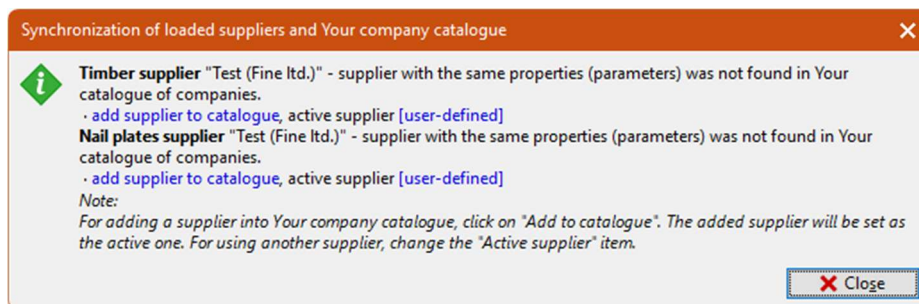 Synchronization of loaded suppliers and Your company catalogue
Timber supplier "Test (Fine ltd.)" - supplier with the same properties (parameters) was not found in Your
catalogue of companies.
· add supplier to catalogue, active supplier [user-defined]
Nail plates supplier "Test (Fine ltd.)" - supplier with the same properties (parameters) was not found in Your
catalogue of companies.
· add supplier to catalogue, active supplier [user-defined]
Note:
For adding a supplier into Your company catalogue, click on "Add to catalogue". The added supplier will be set as
the active one. For using another supplier, change the "Active supplier" item.
Close